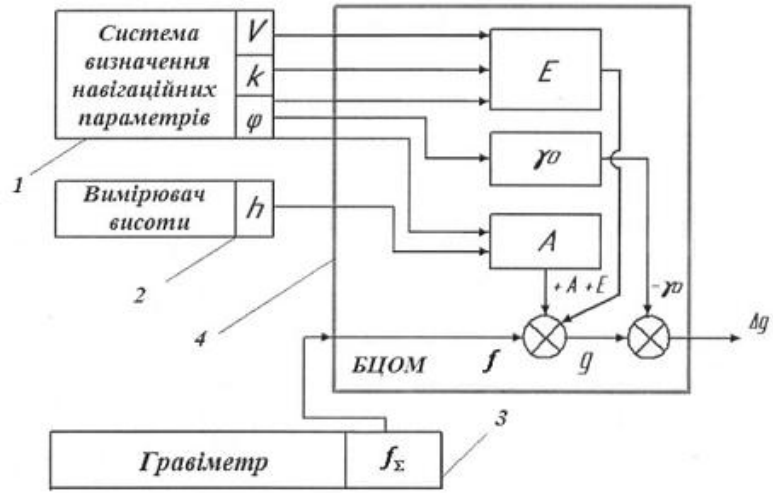 Система
визначення
навігаційних
параметрів
V
k
φ
E
γ0
1
Вимірювач
висоти
h
A
2
4
+ A + E
- γ0
Δg
БЦОМ
f
g
3
Гравіметр
fΣ